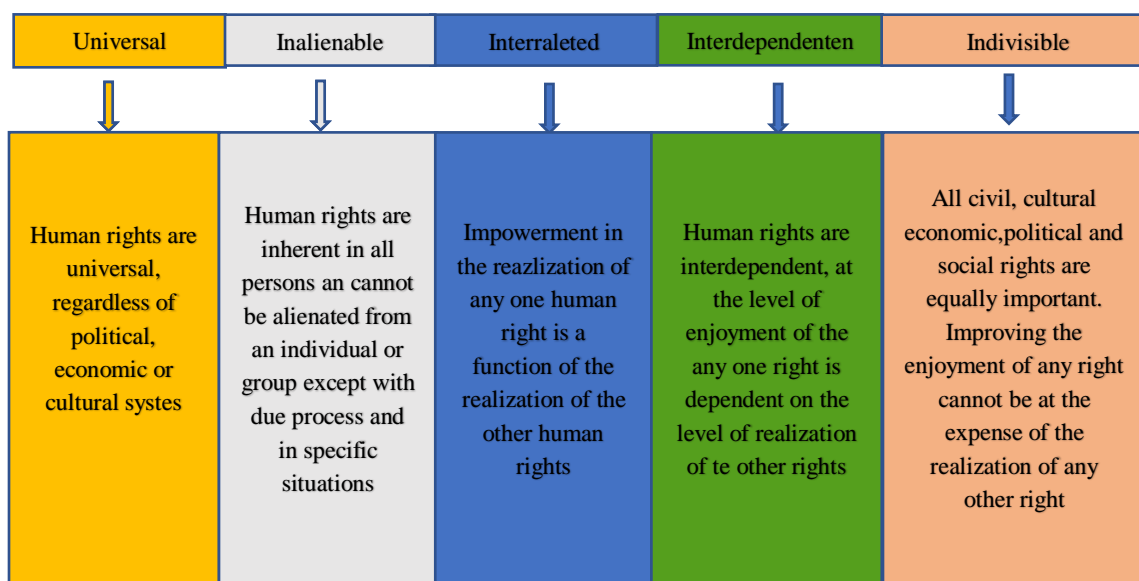 Universal
Inalienable
Interraleted
Interdependenten
Indivisible
Human rights are
universal,
regardless of
political,
economic or
cultural systes
Human rights are
inherent in all
persons an cannot
be alienated from
an individual or
group except with
due process and
in specific
situations
Impowerment in
the reazlization of
any one human
right is a
function of the
realization of the
other human
rights
Human rights are
interdependent, at
the level of
enjoyment of the
any one right is
dependent on the
level of realization
of te other rights
All civil, cultural
economic,political and
social rights are
equally important.
Improving the
enjoyment of any right
cannot be at the
expense of the
realization of any
other right